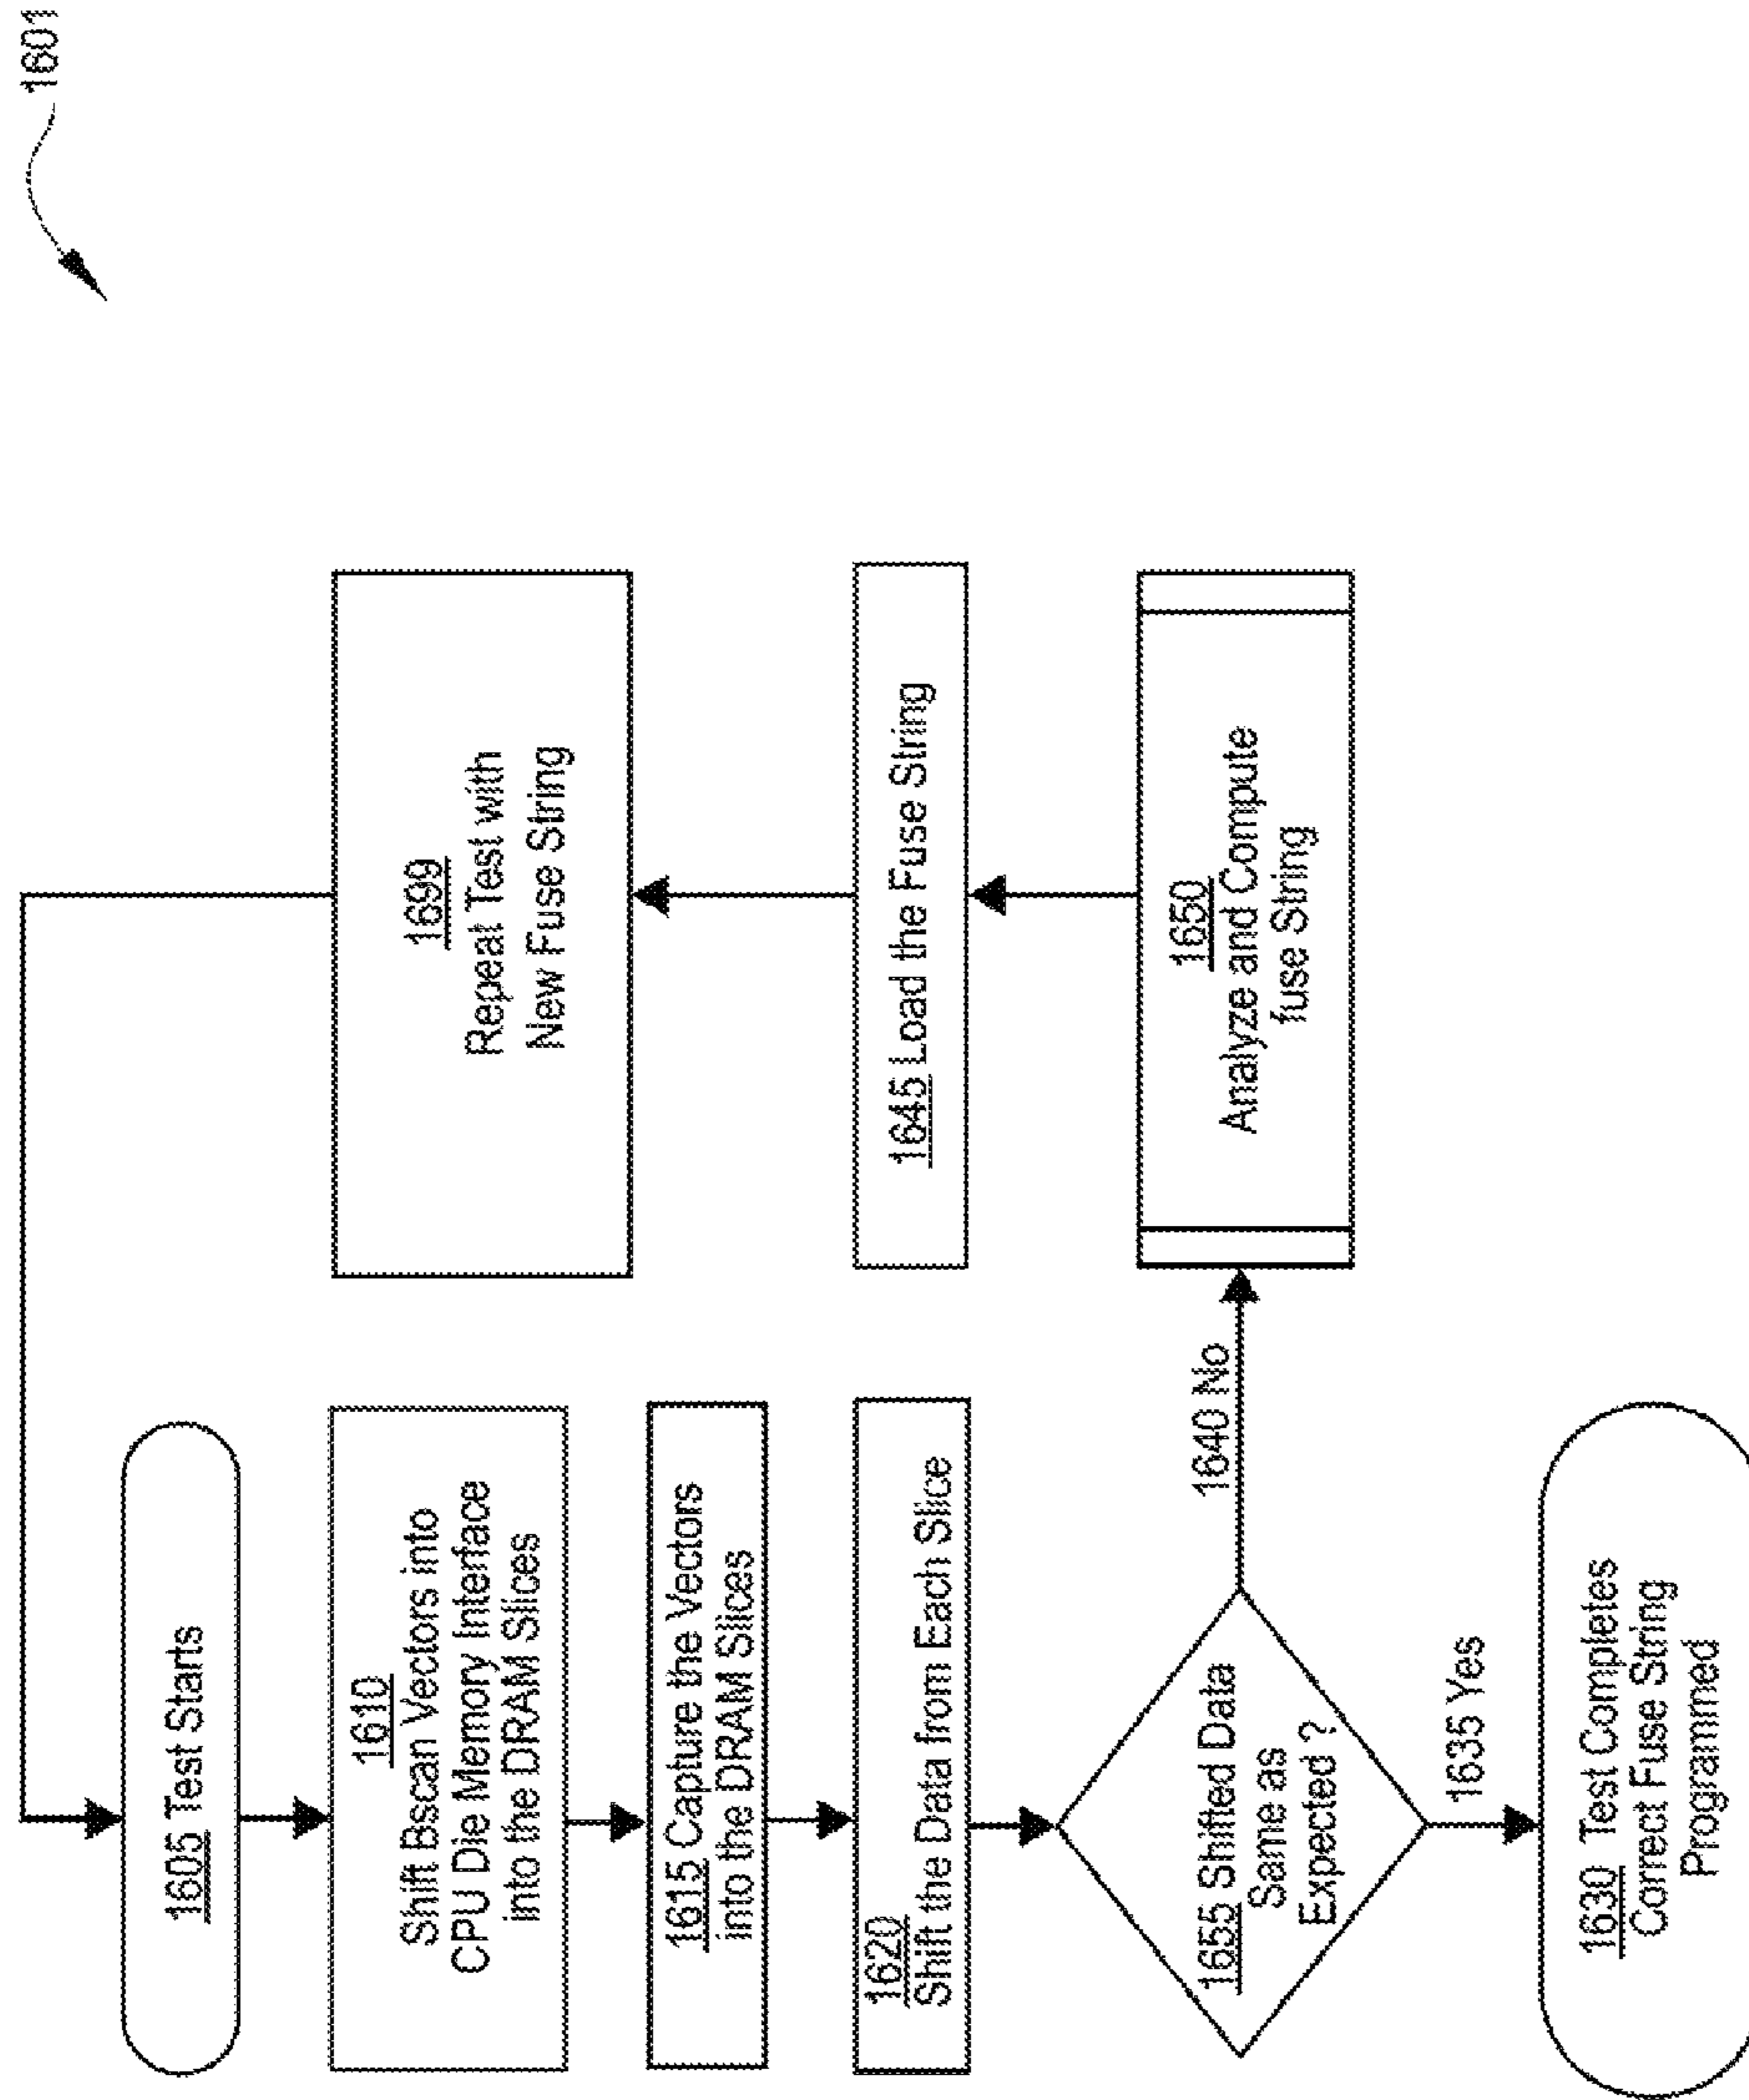 1601
1605 Test Starts
1610
Shift Bscan Vectors into
CPU Die Memory Interface
into the DRAM Slices
1615 Capture the Vectors
into the DRAM Slices
1620
Shift the Data from Each Slice
1655 Shifted Data
Same as
Expected ?
1635 Yes
1630 Test Completes
Correct Fuse String
Programmed
1640 No
1650
Analyze and Compute
fuse String
1645 Load the Fuse String
1699
Repeat Test with
New Fuse String